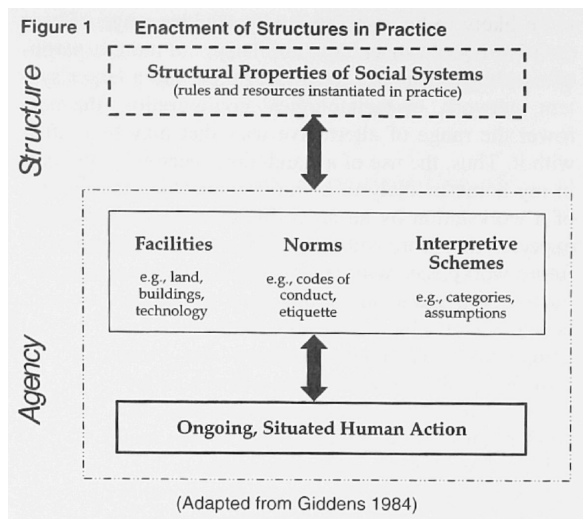 Figure 1 Enactment of Structures in Practice
Structure
Structural Properties of Social Systems
(rules and resources instantiated in practice)
Facilities
e.g., land,
buildings,
technology
Norms
e.g., codes of
conduct,
etiquette
Interpretive
Schemes
e.g., categories,
assumptions
Agency
Ongoing, Situated Human Action
(Adapted from Giddens 1984)